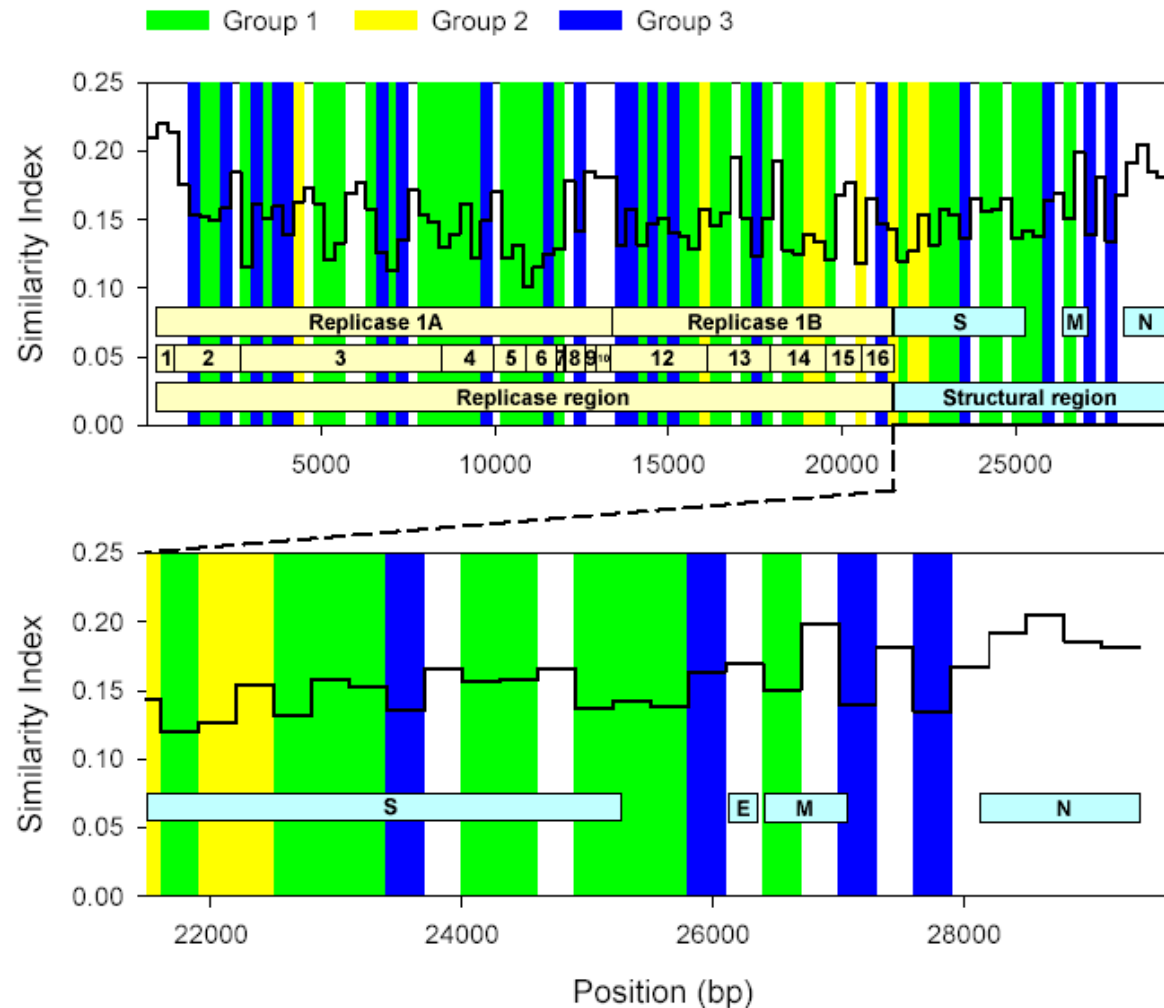 Group 1 Group 2 Group 3
Similarity Index
0.25
0.20
0.15
0.10
0.05
0.00
Replicase 1A Replicase 1B S M N
1 2 3 4 5 6 7 8 9 10 12 13 14 15 16
Replicase region Structural region
5000 10000 15000 20000 25000
Similarity Index
0.25
0.20
0.15
0.10
0.05
0.00
S E M N
22000 24000 26000 28000
Position (bp)